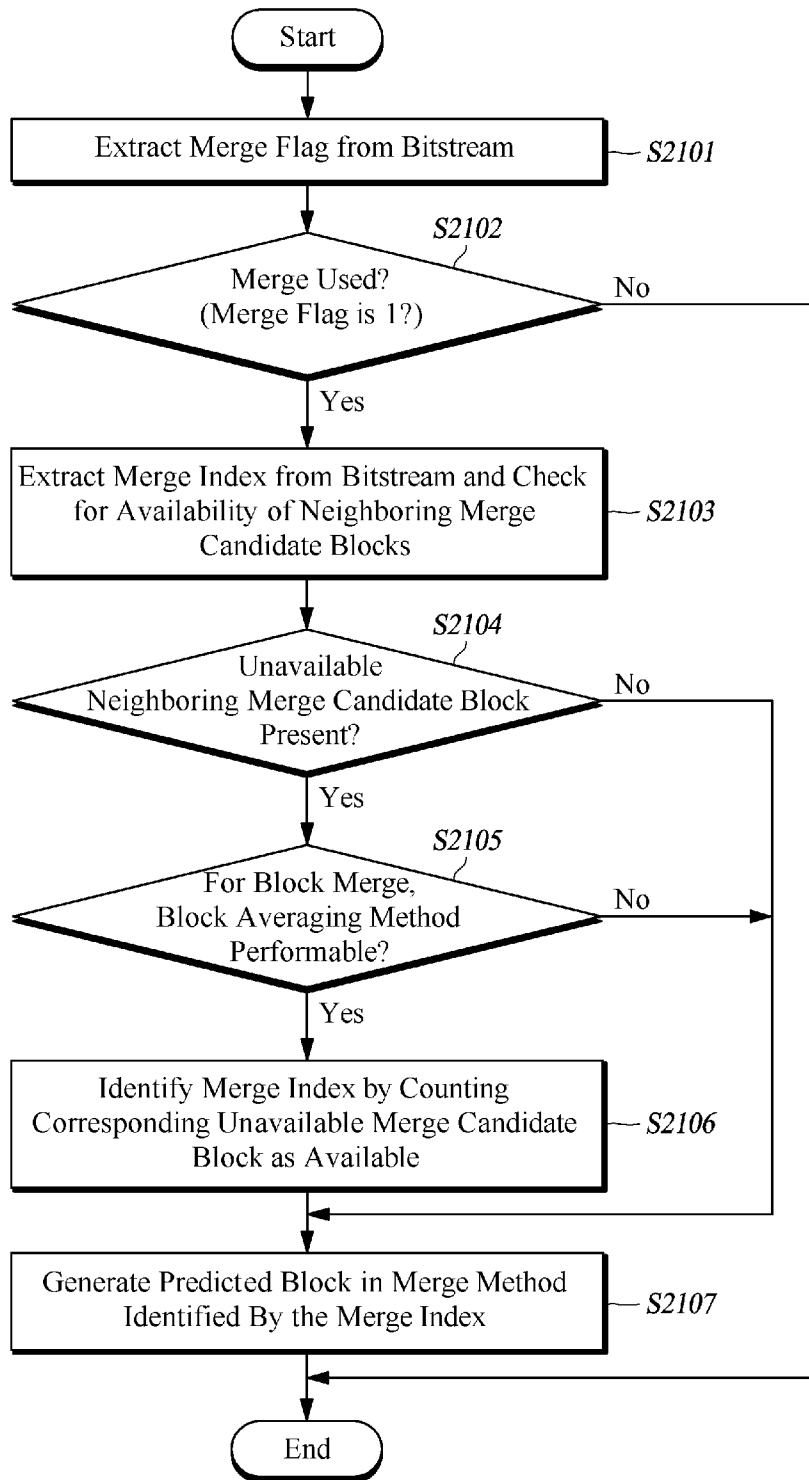 Start
Extract Merge Flag from Bitstream
S2101
S2102
Merge Used?
(Merge Flag is 1?)
No
Yes
Extract Merge Index from Bitstream and Check
for Availability of Neighboring Merge
Candidate Blocks
S2103
S2104
Unavailable
Neighboring Merge Candidate Block
Present?
No
Yes
S2105
For Block Merge,
Block Averaging Method
Performable?
No
Yes
Identify Merge Index by Counting
Corresponding Unavailable Merge Candidate
Block as Available
S2106
Generate Predicted Block in Merge Method
Identified By the Merge Index
S2107
End